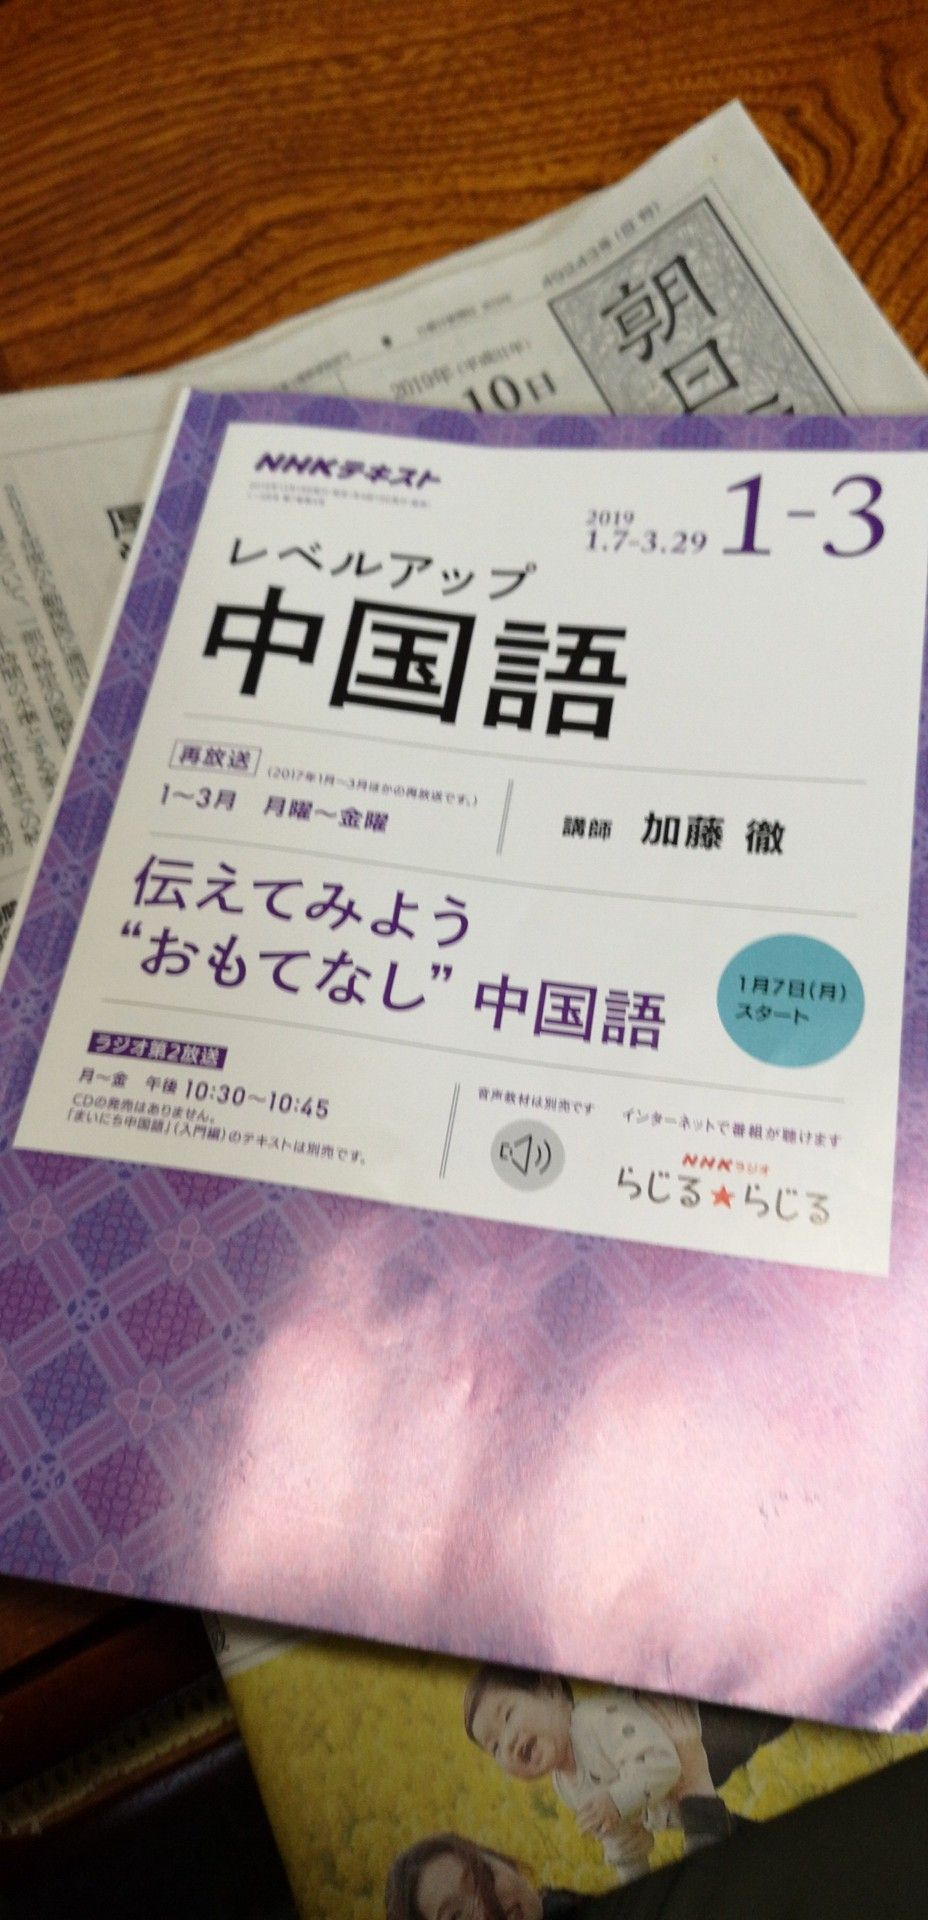 朝日
2019年(平成31年)
10日
NHKテキスト
2019
1.7-3.29
1-3
レベルアップ
中国語
再放送 (2017年1月〜3月ほかの再放送です。)
1〜3月 月曜〜金曜
講師 加藤 徹
伝えてみよう
“おもてなし” 中国語
1月7日(月)
スタート
ラジオ第2放送
月〜金 午後10:30〜10:45
CDの発売はありません。
「まいにち中国語」(入門編)のテキストは別売です。
音声教材は別売です
インターネットで番組が聴けます
NHKラジオ
らじる★らじる